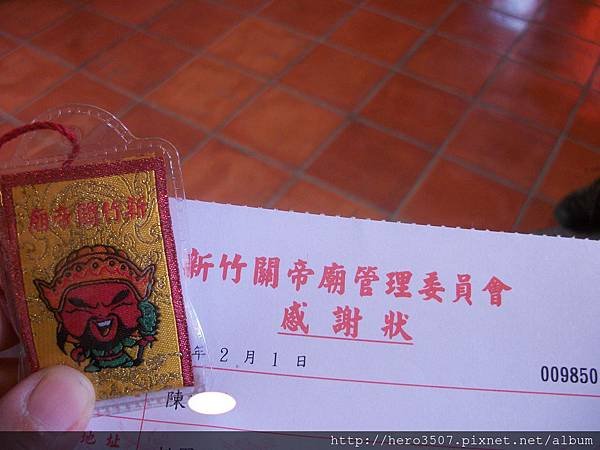 新竹關帝廟
新竹關帝廟管理委員會
感謝狀
年 2 月 1 日
009850
陳
地址
http://hero3507.pixnet.net/album